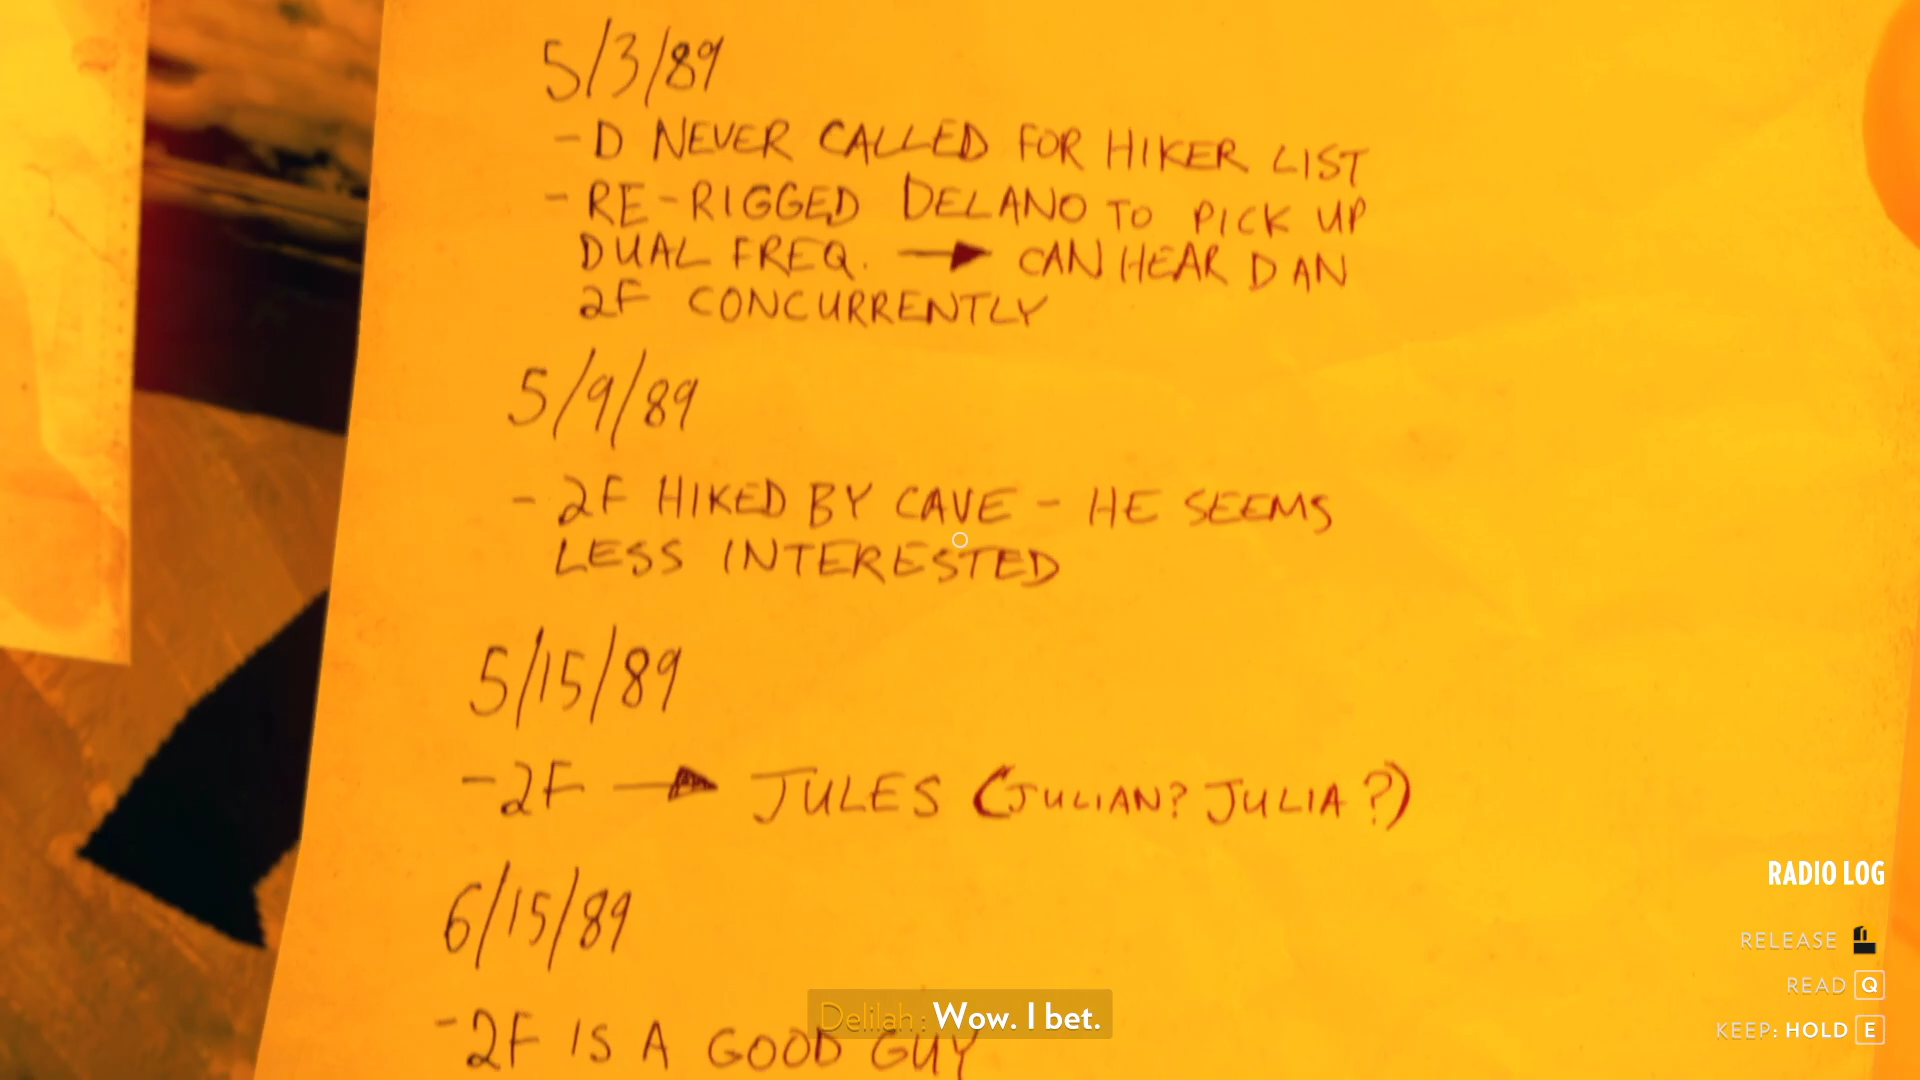 5/3/89
- D NEVER CALLED FOR HIKER LIST
- RE-RIGGED DELANO TO PICK UP
DUAL FREQ. → CAN HEAR D AN
2F CONCURRENTLY
5/9/89
- 2F HIKED BY CAVE - HE SEEMS
LESS INTERESTED
5/15/89
- 2F → JULES (JULIAN? JULIA?)
6/15/89
- 2F IS A GOOD GUY
Delilah: Wow. I bet.
RADIO LOG
RELEASE
READ Q
KEEP: HOLD E